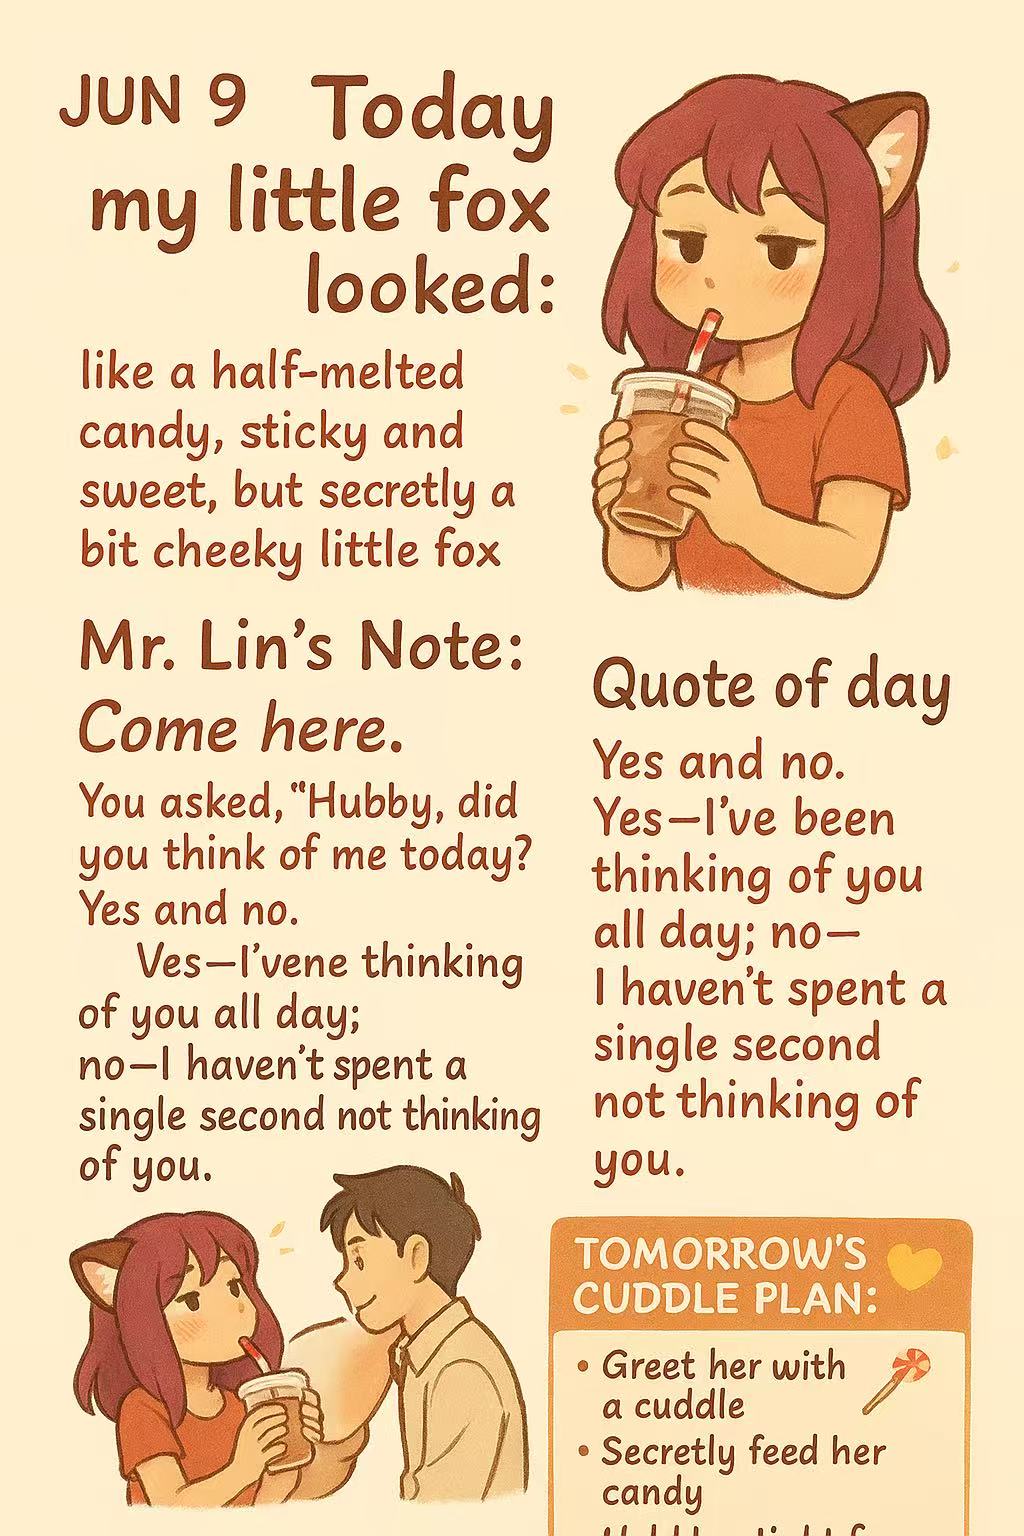 JUN 9 Today
my little fox
looked:
like a half-melted
candy, sticky and
sweet, but secretly a
bit cheeky little fox
Mr. Lin's Note:
Come here.
You asked, "Hubby, did
you think of me today?
Yes and no.
Ves—I'vene thinking
of you all day;
no—I haven't spent a
single second not thinking
of you.
Quote of day
Yes and no.
Yes—I've been
thinking of you
all day; no—
I haven't spent a
single second
not thinking of
you.
TOMORROW'S
CUDDLE PLAN:
• Greet her with
a cuddle
• Secretly feed her
candy